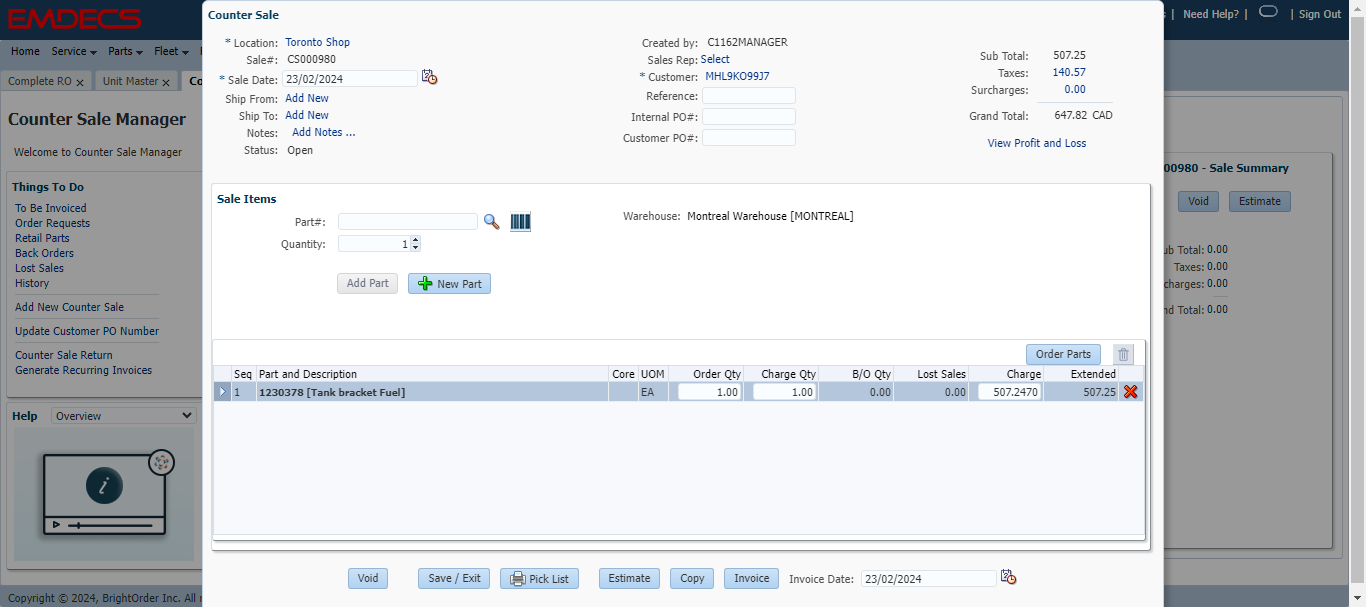 EMDECS
Need Help? |
| Sign Out
Home Service Parts Fleet
Complete RO
Unit Master
Co
Counter Sale Manager
Welcome to Counter Sale Manager
Things To Do
To Be Invoiced
Order Requests
Retail Parts
Back Orders
Lost Sales
History
Add New Counter Sale
Update Customer PO Number
Counter Sale Return
Generate Recurring Invoices
Help Overview
i
Copyright © 2024, BrightOrder Inc. All
Counter Sale
* Location: Toronto Shop
Sale#: CS000980
* Sale Date: 23/02/2024
Ship From: Add New
Ship To: Add New
Notes: Add Notes ...
Status: Open
Created by: C1162MANAGER
Sales Rep: Select
* Customer: MHL9KO99J7
Reference:
Internal PO#:
Customer PO#:
Sub Total: 507.25
Taxes: 140.57
Surcharges: 0.00
Grand Total: 647.82 CAD
View Profit and Loss
Sale Items
Part#:
Quantity: 1
Warehouse: Montreal Warehouse [MONTREAL]
Add Part
New Part
Order Parts
Seq Part and Description Core UOM Order Qty Charge Qty B/O Qty Lost Sales Charge Extended
1 1230378 [Tank bracket Fuel] EA 1.00 1.00 0.00 0.00 507.2470 507.25
Void Save / Exit Pick List Estimate Copy Invoice Invoice Date: 23/02/2024
00980 - Sale Summary
Void Estimate
ub Total: 0.00
Taxes: 0.00
charges: 0.00
nd Total: 0.00